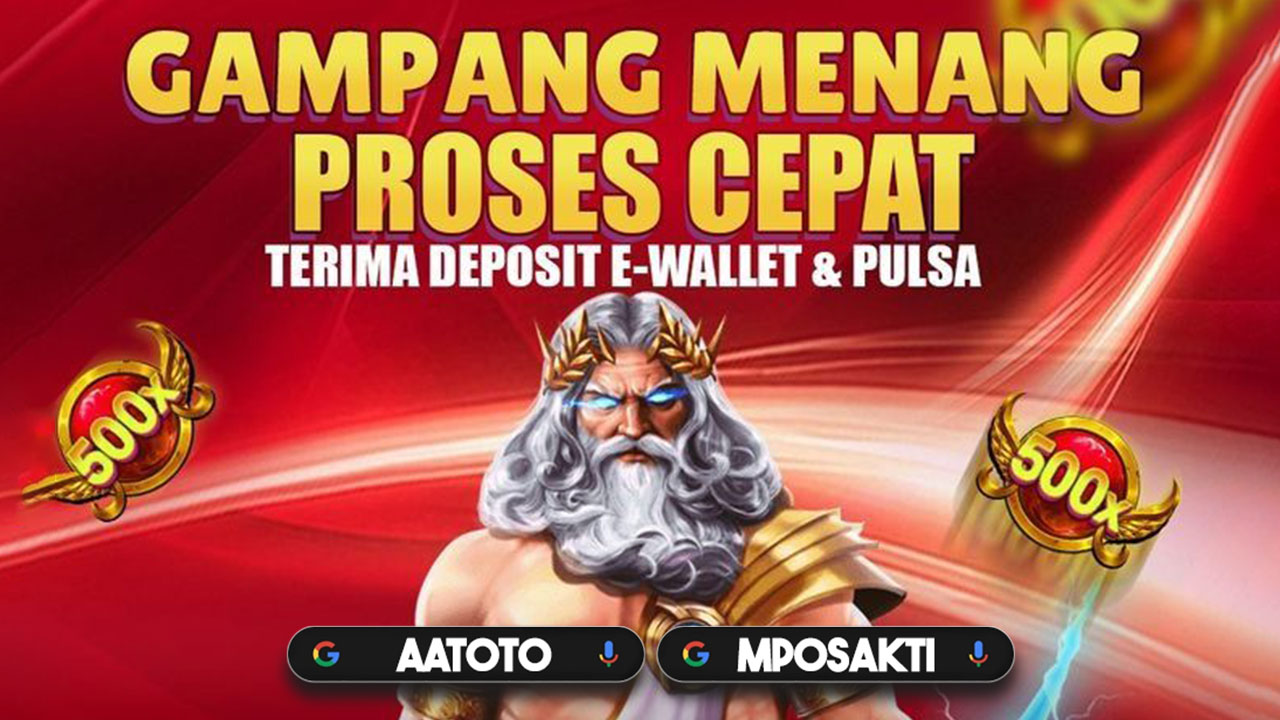 GAMPANG MENANG
PROSES CEPAT
TERIMA DEPOSIT E-WALLET & PULSA
500x
500x
AATOTO
MPOSAKTI